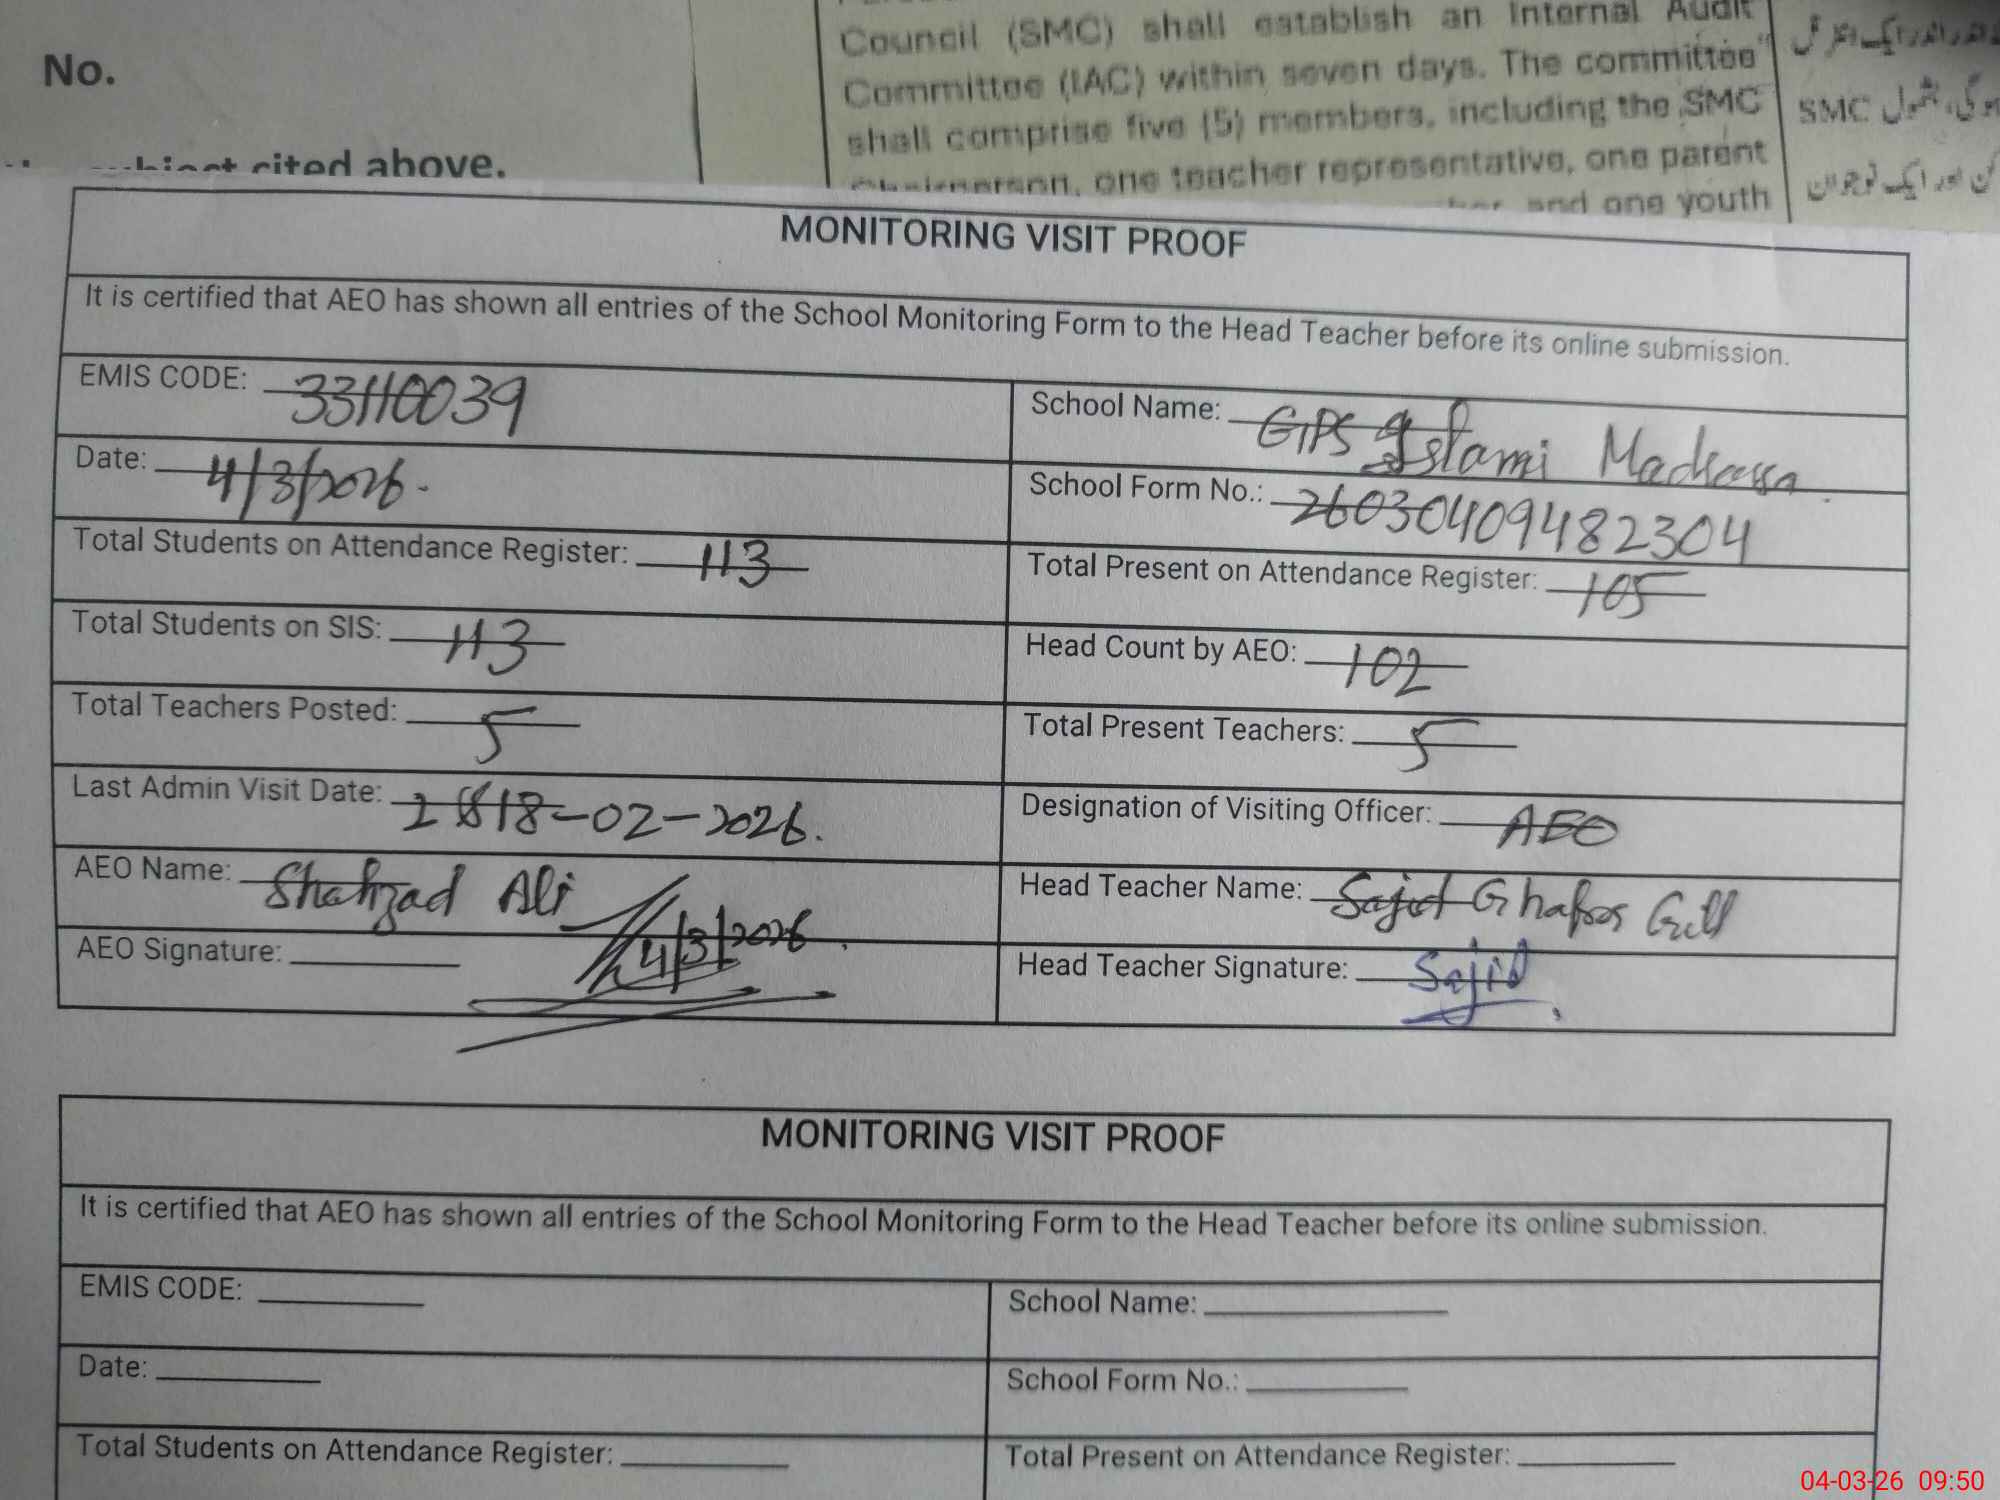 No.
cited above.
Council (SMC) shall establish an Internal Audit
Committee (IAC) within seven days. The committee
shall comprise five (5) members, including the SMC
one teacher representative, one parent
and one youth
SMC
MONITORING VISIT PROOF
It is certified that AEO has shown all entries of the School Monitoring Form to the Head Teacher before its online submission.
EMIS CODE: 33110039
School Name: GPS Islami Madrassa
Date: 4/3/2026.
School Form No.: 26030409482304
Total Students on Attendance Register: 113
Total Present on Attendance Register: 105
Total Students on SIS: 113
Head Count by AEO: 102
Total Teachers Posted: 5
Total Present Teachers: 5
Last Admin Visit Date: 18-02-2026.
Designation of Visiting Officer: AEO
AEO Name: Shahzad Ali
Head Teacher Name: Sajid Ghafoor Gill
AEO Signature: 4/3/2026
Head Teacher Signature: Sajid
MONITORING VISIT PROOF
It is certified that AEO has shown all entries of the School Monitoring Form to the Head Teacher before its online submission.
EMIS CODE:
School Name:
Date:
School Form No.:
Total Students on Attendance Register:
Total Present on Attendance Register:
04-03-26 09:50